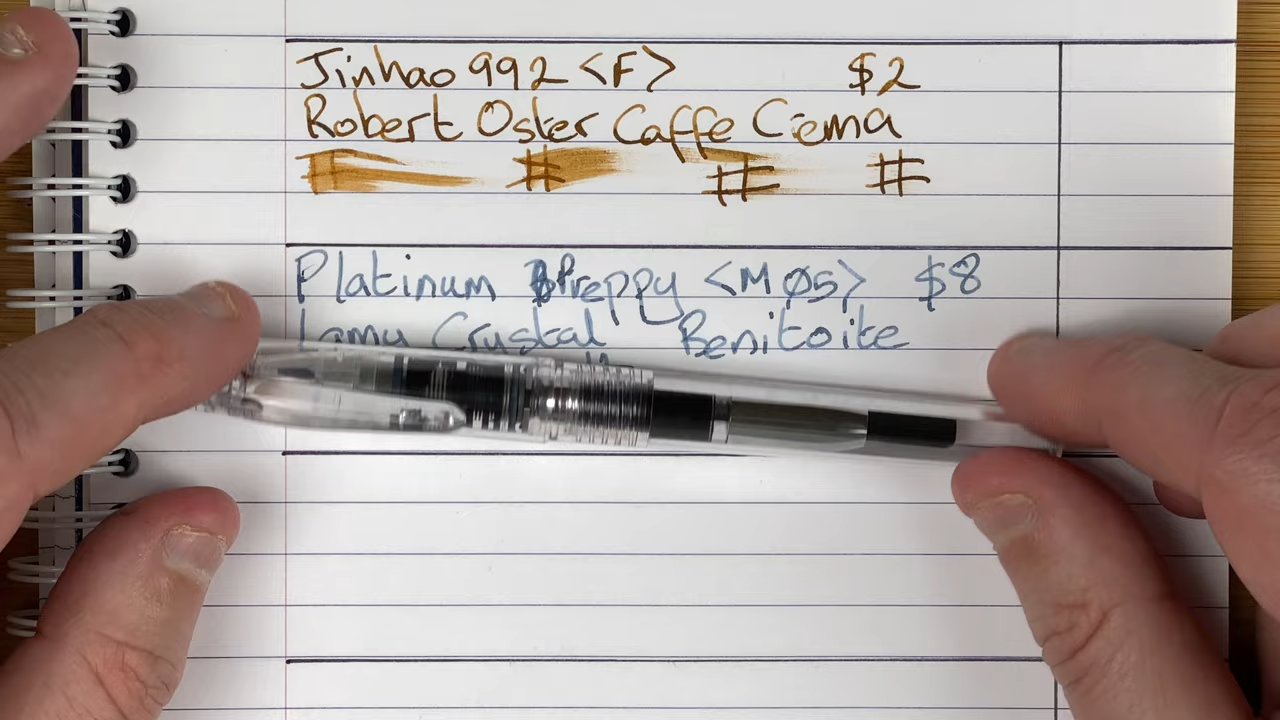 Jinhao 992 <F> $2
Robert Oster Caffe Crema
# # # #
Platinum Preppy <M 05> $8
Lamy Crystal Benitoite